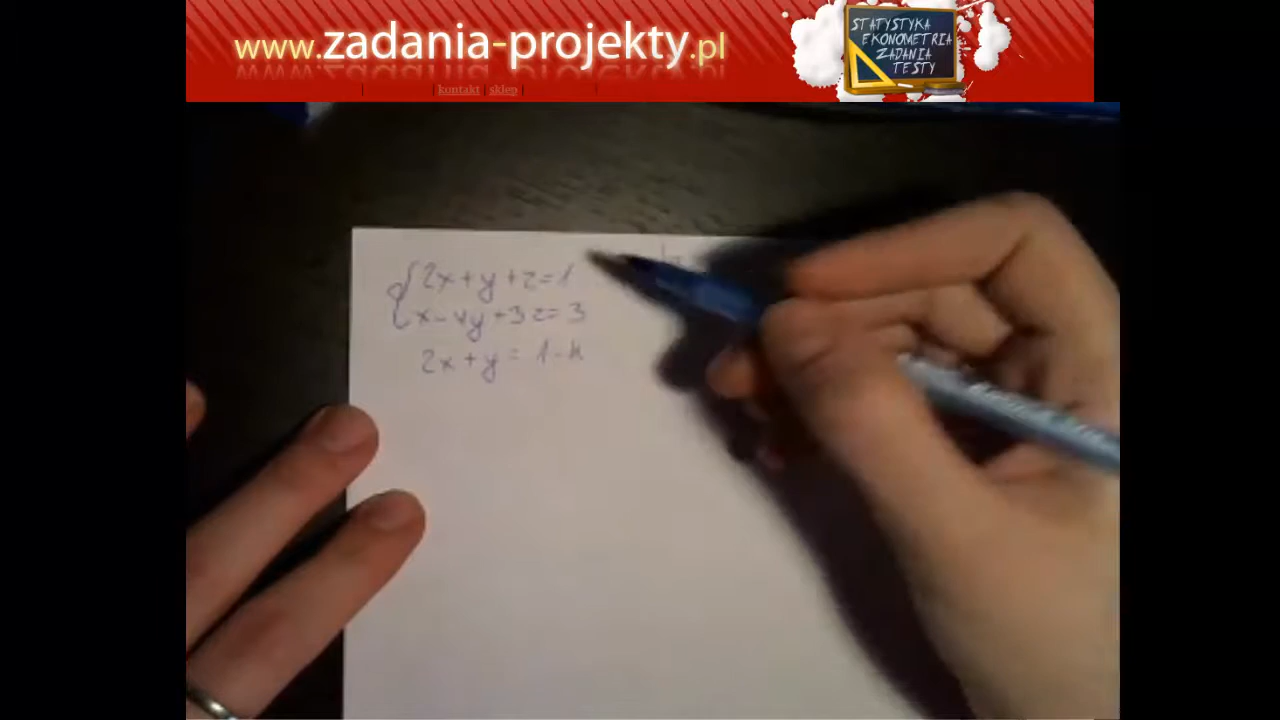 www.zadania-projekty.pl
STATYSTYKA
EKONOMETRIA
ZADANIA
TESTY
| | kontakt | sklep | |
2x+y+z=1
x-4y+3z=3
2x+y=1-